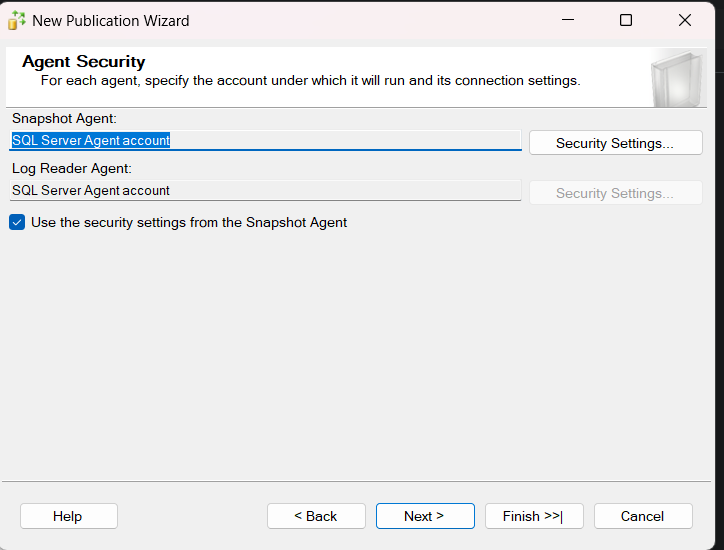 New Publication Wizard
Agent Security
For each agent, specify the account under which it will run and its connection settings.
Snapshot Agent:
SQL Server Agent account
Security Settings...
Log Reader Agent:
SQL Server Agent account
Security Settings...
Use the security settings from the Snapshot Agent
Help
< Back
Next >
Finish >>|
Cancel